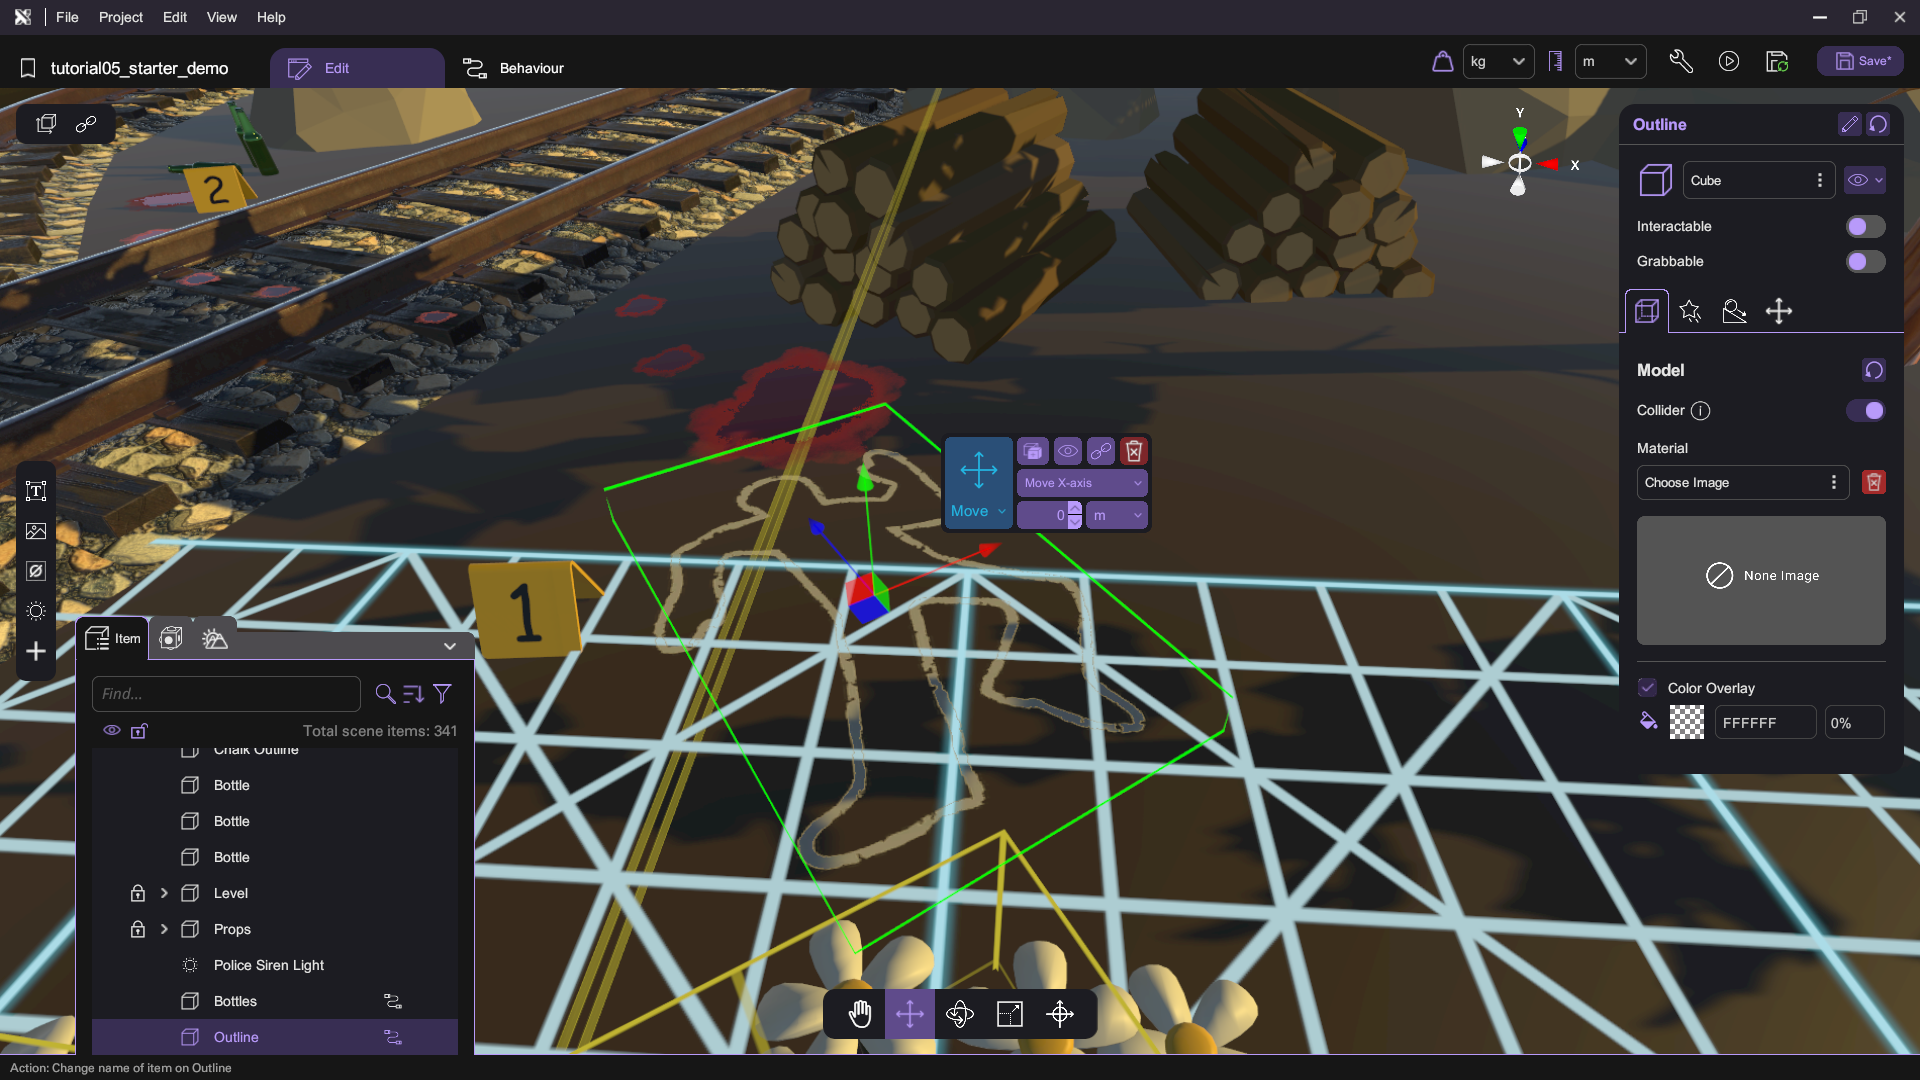 File Project Edit View Help
tutorial05_starter_demo Edit Behaviour kg m Save*
Y
X
2
1
Outline
Cube
Interactable
Grabbable
Model
Collider i
Material
Choose Image
None Image
Color Overlay
FFFFFF 0%
Move
Move X-axis
0 m
T
Item
Find...
Total scene items: 341
Chalk Outline
Bottle
Bottle
Bottle
Level
Props
Police Siren Light
Bottles
Outline
Action: Change name of item on Outline